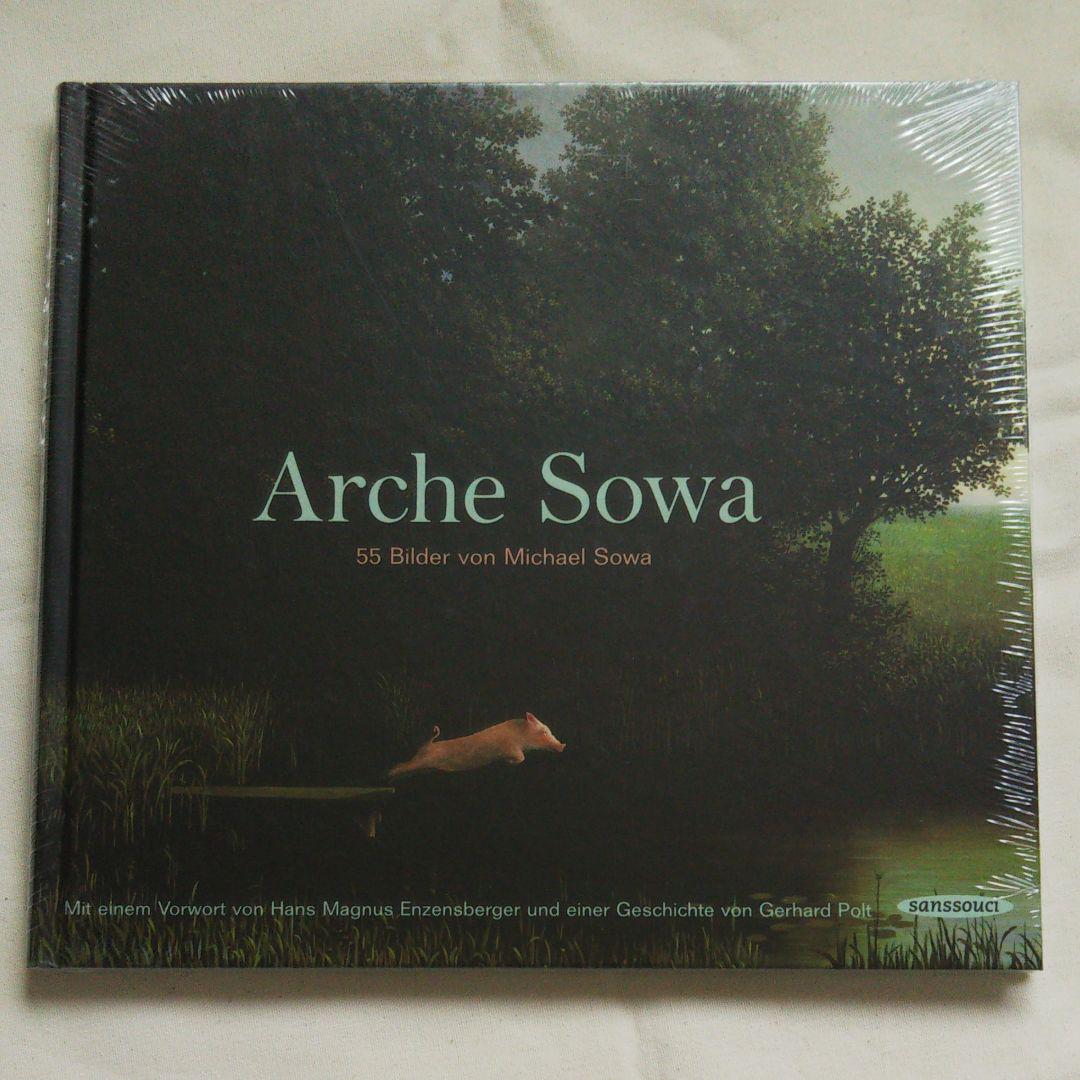 Arche Sowa
55 Bilder von Michael Sowa
Mit einem Vorwort von Hans Magnus Enzensberger und einer Geschichte von Gerhard Polt
sanssouci